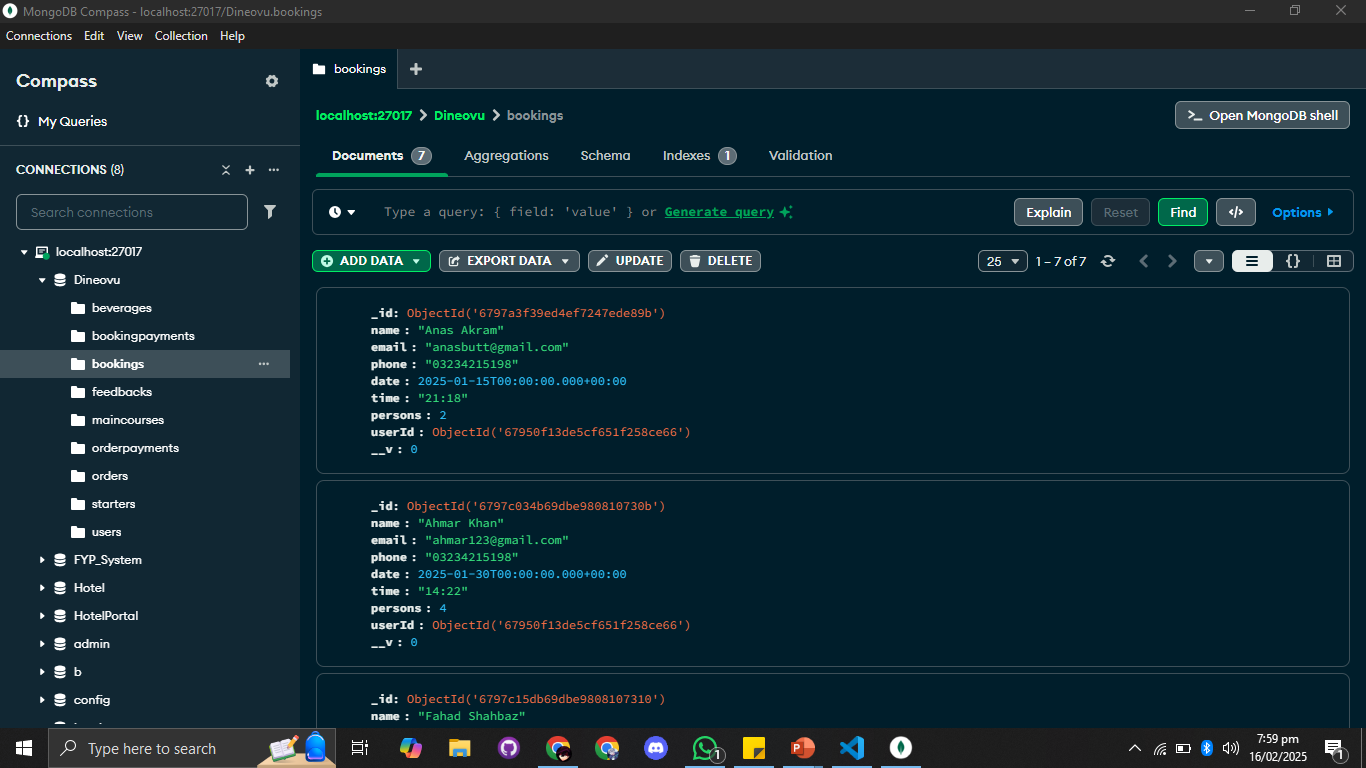 MongoDB Compass - localhost:27017/Dineovu.bookings
Connections Edit View Collection Help
Compass
{} My Queries
CONNECTIONS (8)
Search connections
localhost:27017
Dineovu
beverages
bookingpayments
bookings
feedbacks
maincourses
orderpayments
orders
starters
users
FYP_System
Hotel
HotelPortal
admin
b
config
bookings
localhost:27017 > Dineovu > bookings
>_ Open MongoDB shell
Documents 7 Aggregations Schema Indexes 1 Validation
Type a query: { field: 'value' } or Generate query
Explain Reset Find </> Options
ADD DATA EXPORT DATA UPDATE DELETE
25 1 – 7 of 7 {}
_id: ObjectId('6797a3f39ed4ef7247ede89b')
name : "Anas Akram"
email : "anasbutt@gmail.com"
phone : "03234215198"
date : 2025-01-15T00:00:00.000+00:00
time : "21:18"
persons : 2
userId : ObjectId('67950f13de5cf651f258ce66')
__v : 0
_id: ObjectId('6797c034b69dbe980810730b')
name : "Ahmar Khan"
email : "ahmar123@gmail.com"
phone : "03234215198"
date : 2025-01-30T00:00:00.000+00:00
time : "14:22"
persons : 4
userId : ObjectId('67950f13de5cf651f258ce66')
__v : 0
_id: ObjectId('6797c15db69dbe9808107310')
name : "Fahad Shahbaz"
Type here to search
1
7:59 pm
16/02/2025
1